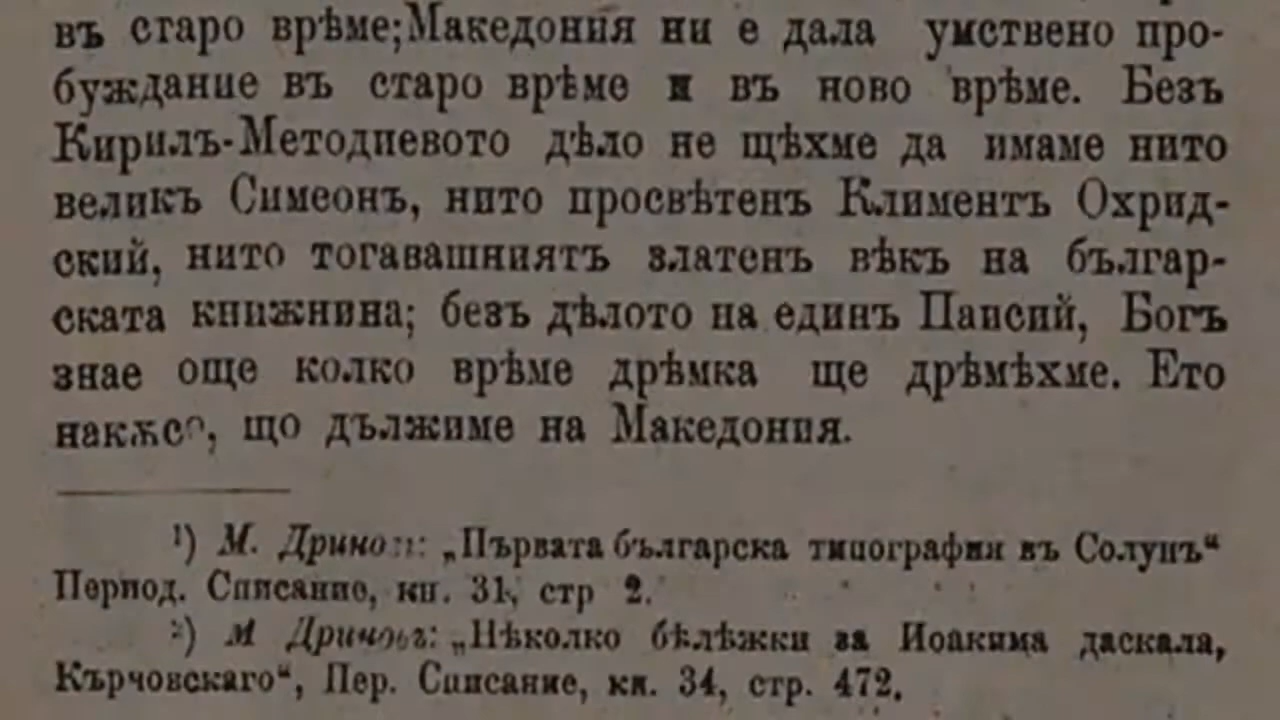 въ старо врѣме; Македония ни е дала умствено про-
буждание въ старо врѣме и въ ново врѣме. Безъ
Кирилъ-Методиевото дѣло не щѣхме да имаме нито
великъ Симеонъ, нито просвѣтенъ Климентъ Охрид-
ский, нито тогавашниятъ златенъ вѣкъ на българ-
ската книжнина; безъ дѣлото на единъ Паисий, Богъ
знае още колко врѣме дрѣмка ще дрѣмѣхме. Ето
накѫсо, що дължиме на Македония.
¹) М. Дриновъ: „Първата българска типография въ Солунъ“
Период. Списание, кн. 31, стр 2.
²) М Дриновъ: „Нѣколко бѣлѣжки за Иоакима даскала,
Кърчовскаго“, Пер. Списание, кн. 34, стр. 472.